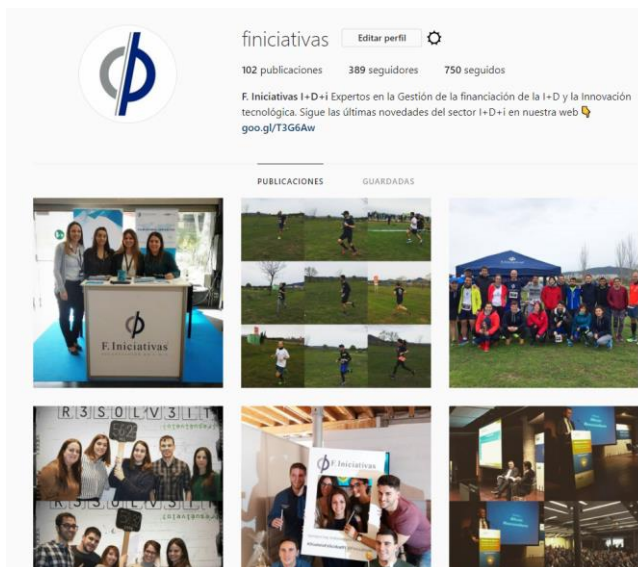 finiciativas Editar perfil
102 publicaciones 389 seguidores 750 seguidos
F. Iniciativas I+D+i Expertos en la Gestión de la financiación de la I+D y la Innovación
tecnológica. Sigue las últimas novedades del sector I+D+i en nuestra web
goo.gl/T3G6Aw
PUBLICACIONES GUARDADAS
F. Iniciativas
R3SOLV3IT
F. Iniciativas
R3SOLV3IT